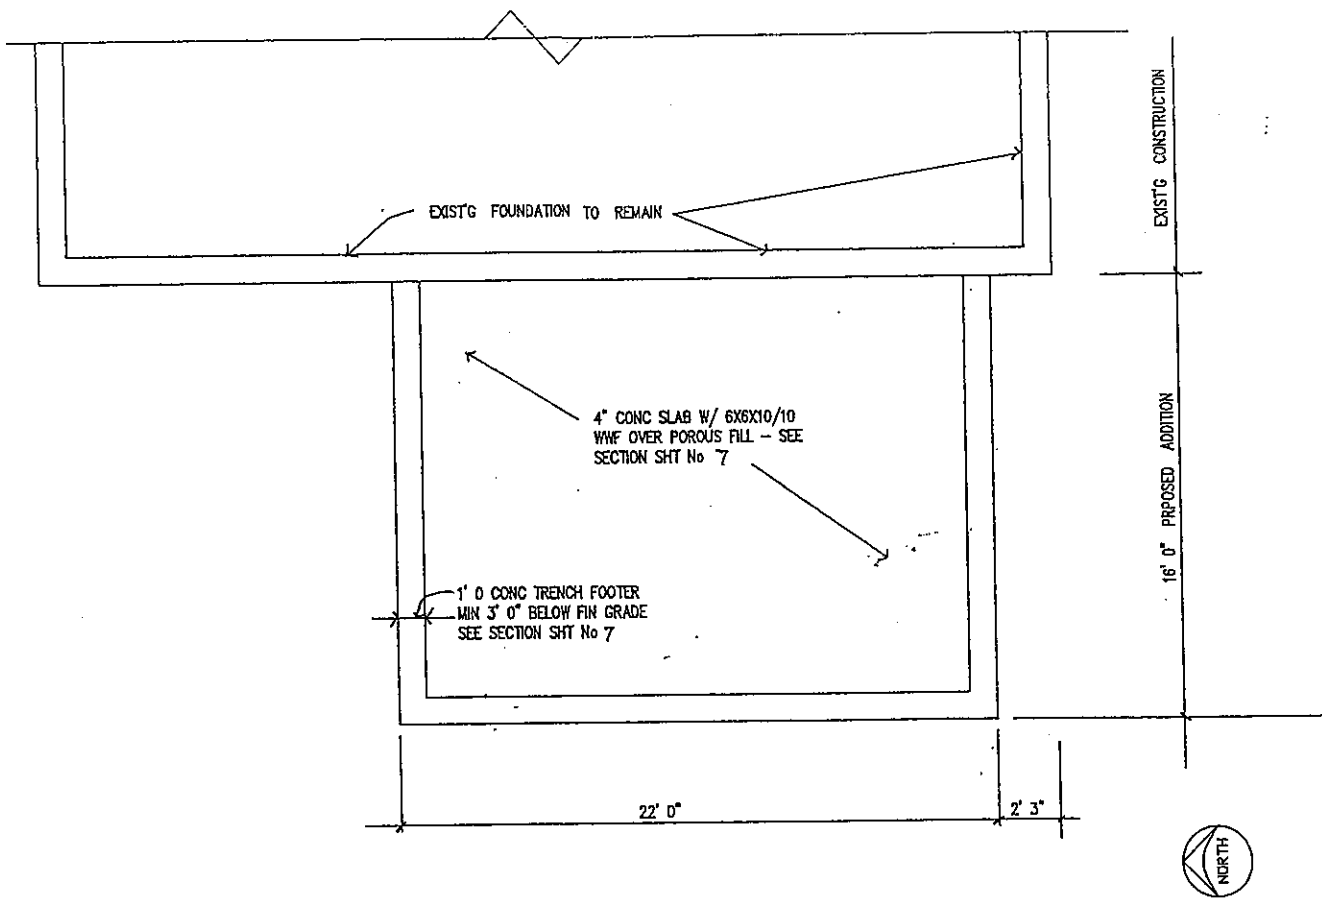 EXIST'G CONSTRUCTION
EXIST'G FOUNDATION TO REMAIN
4" CONC SLAB W/ 6X6X10/10
WWF OVER POROUS FILL - SEE
SECTION SHT No 7
16' 0" PRPOSED ADDITION
1' 0 CONC TRENCH FOOTER
MIN 3' 0" BELOW FIN GRADE
SEE SECTION SHT No 7
22' 0"
2' 3"
NORTH